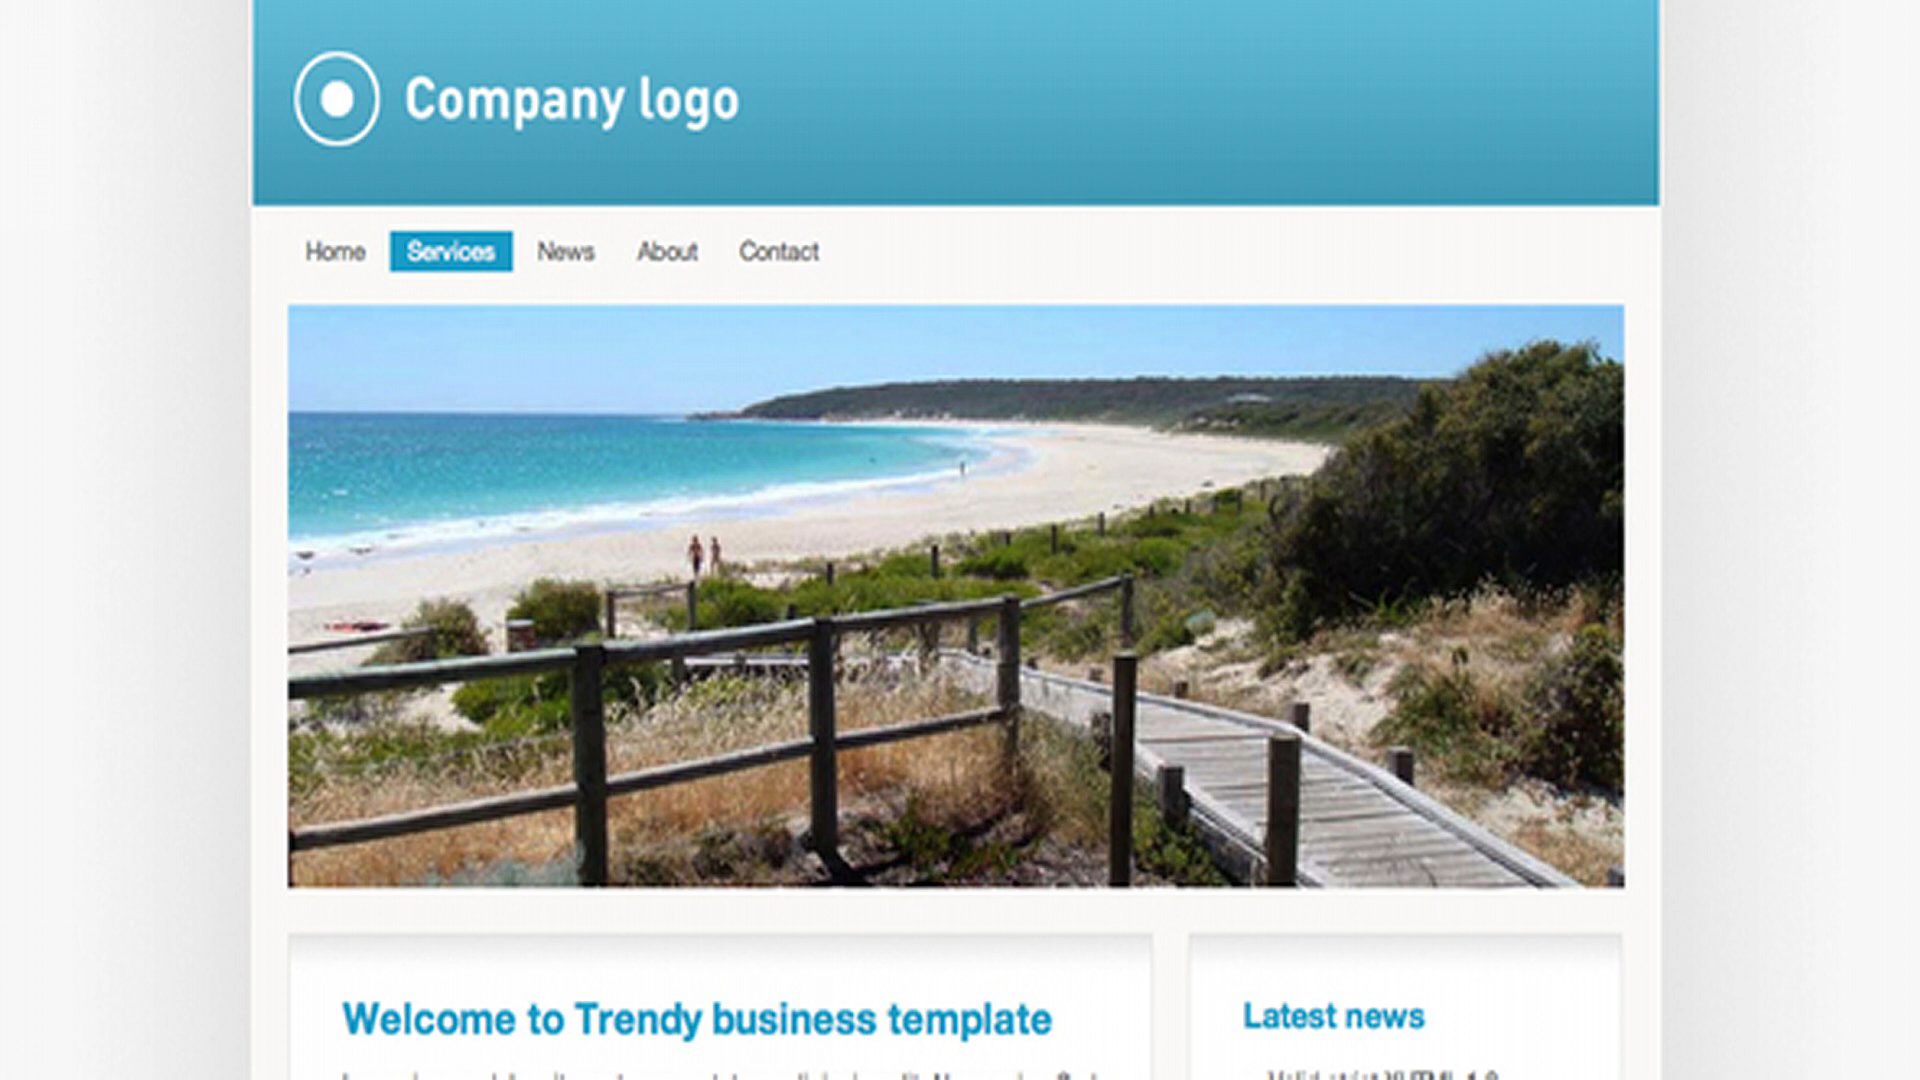 Company logo
Home Services News About Contact
Welcome to Trendy business template
Latest news